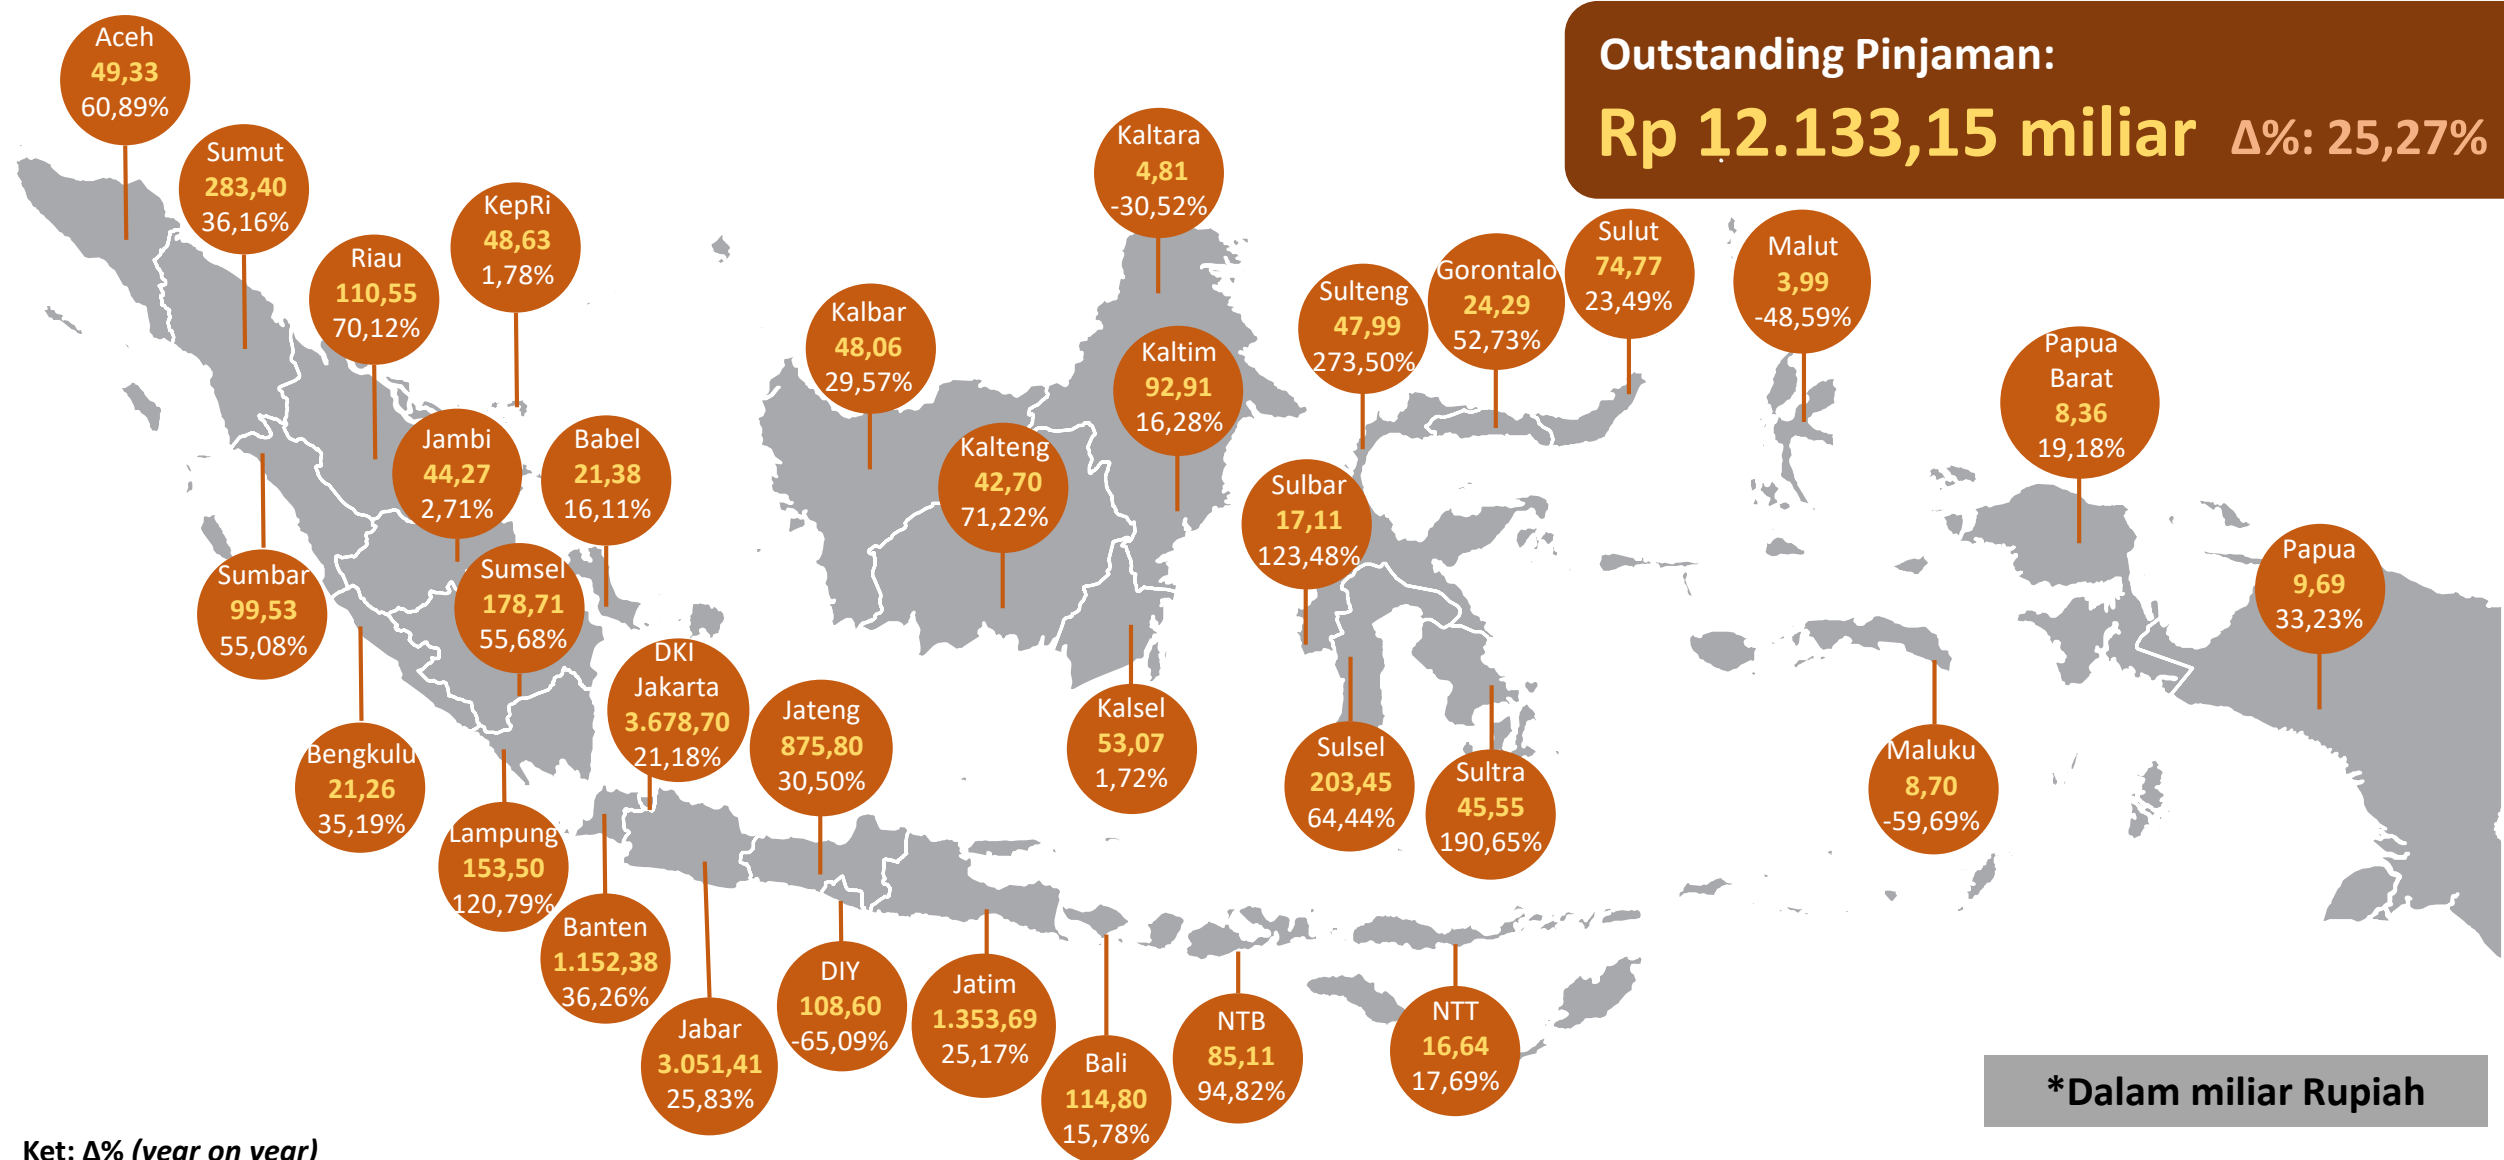 Outstanding Pinjaman:
Rp 12.133,15 miliar Δ%: 25,27%
Aceh
49,33
60,89%
Sumut
283,40
36,16%
Riau
110,55
70,12%
KepRi
48,63
1,78%
Jambi
44,27
2,71%
Babel
21,38
16,11%
Sumbar
99,53
55,08%
Sumsel
178,71
55,68%
Bengkulu
21,26
35,19%
Lampung
153,50
120,79%
DKI
Jakarta
3.678,70
21,18%
Jateng
875,80
30,50%
Banten
1.152,38
36,26%
Jabar
3.051,41
25,83%
DIY
108,60
-65,09%
Jatim
1.353,69
25,17%
Bali
114,80
15,78%
NTB
85,11
94,82%
NTT
16,64
17,69%
Kalbar
48,06
29,57%
Kalteng
42,70
71,22%
Kaltara
4,81
-30,52%
Kaltim
92,91
16,28%
Kalsel
53,07
1,72%
Sulteng
47,99
273,50%
Gorontalo
24,29
52,73%
Sulut
74,77
23,49%
Sulbar
17,11
123,48%
Sulsel
203,45
64,44%
Sultra
45,55
190,65%
Malut
3,99
-48,59%
Maluku
8,70
-59,69%
Papua
Barat
8,36
19,18%
Papua
9,69
33,23%
*Dalam miliar Rupiah
Ket: Δ% (year on year)